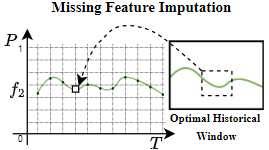 Missing Feature Imputation
P
1
f2
0
T
Optimal Historical
Window